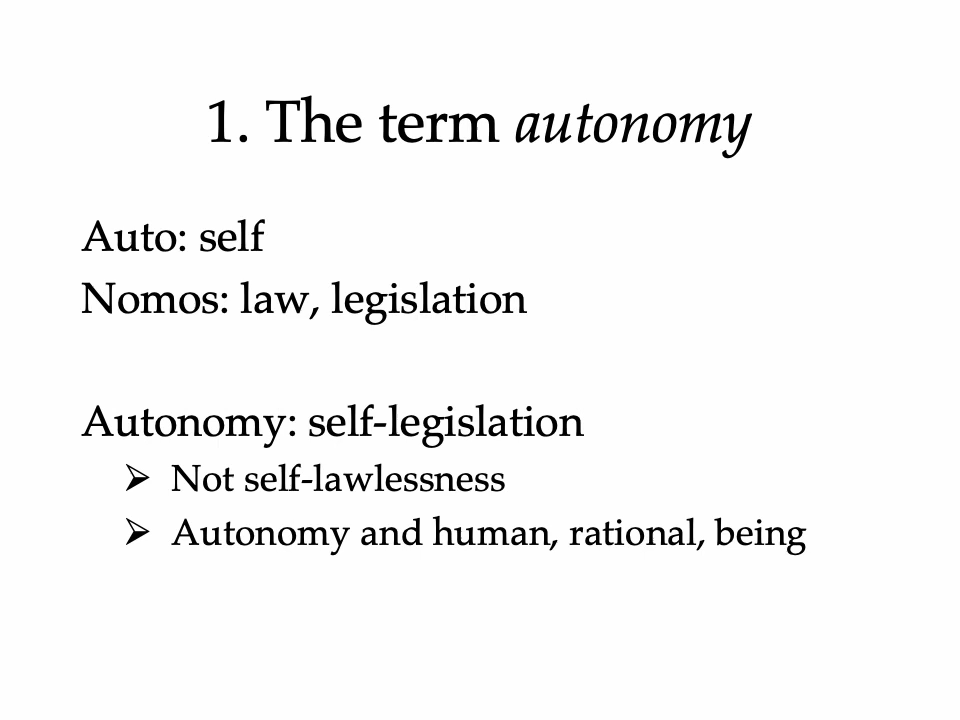 1. The term autonomy
Auto: self
Nomos: law, legislation
Autonomy: self-legislation
➢ Not self-lawlessness
➢ Autonomy and human, rational, being